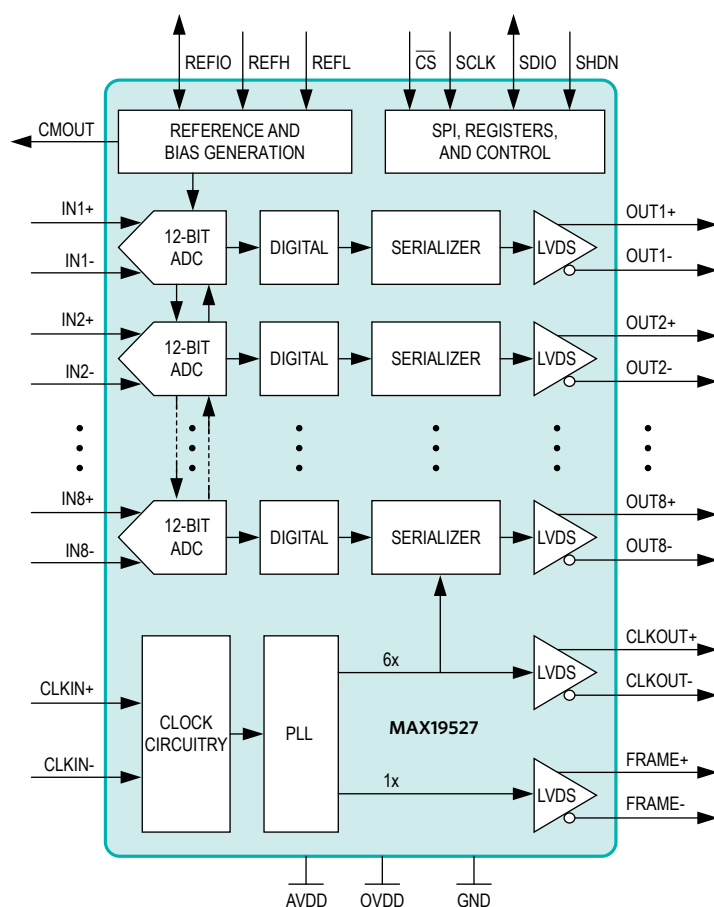 REFIO REFH REFL CS SCLK SDIO SHDN
CMOUT
REFERENCE AND
BIAS GENERATION
SPI, REGISTERS,
AND CONTROL
IN1+
IN1-
12-BIT
ADC
DIGITAL
SERIALIZER
LVDS
OUT1+
OUT1-
IN2+
IN2-
12-BIT
ADC
DIGITAL
SERIALIZER
LVDS
OUT2+
OUT2-
IN8+
IN8-
12-BIT
ADC
DIGITAL
SERIALIZER
LVDS
OUT8+
OUT8-
CLKIN+
CLKIN-
CLOCK
CIRCUITRY
PLL
6x
MAX19527
1x
LVDS
CLKOUT+
CLKOUT-
LVDS
FRAME+
FRAME-
AVDD OVDD GND